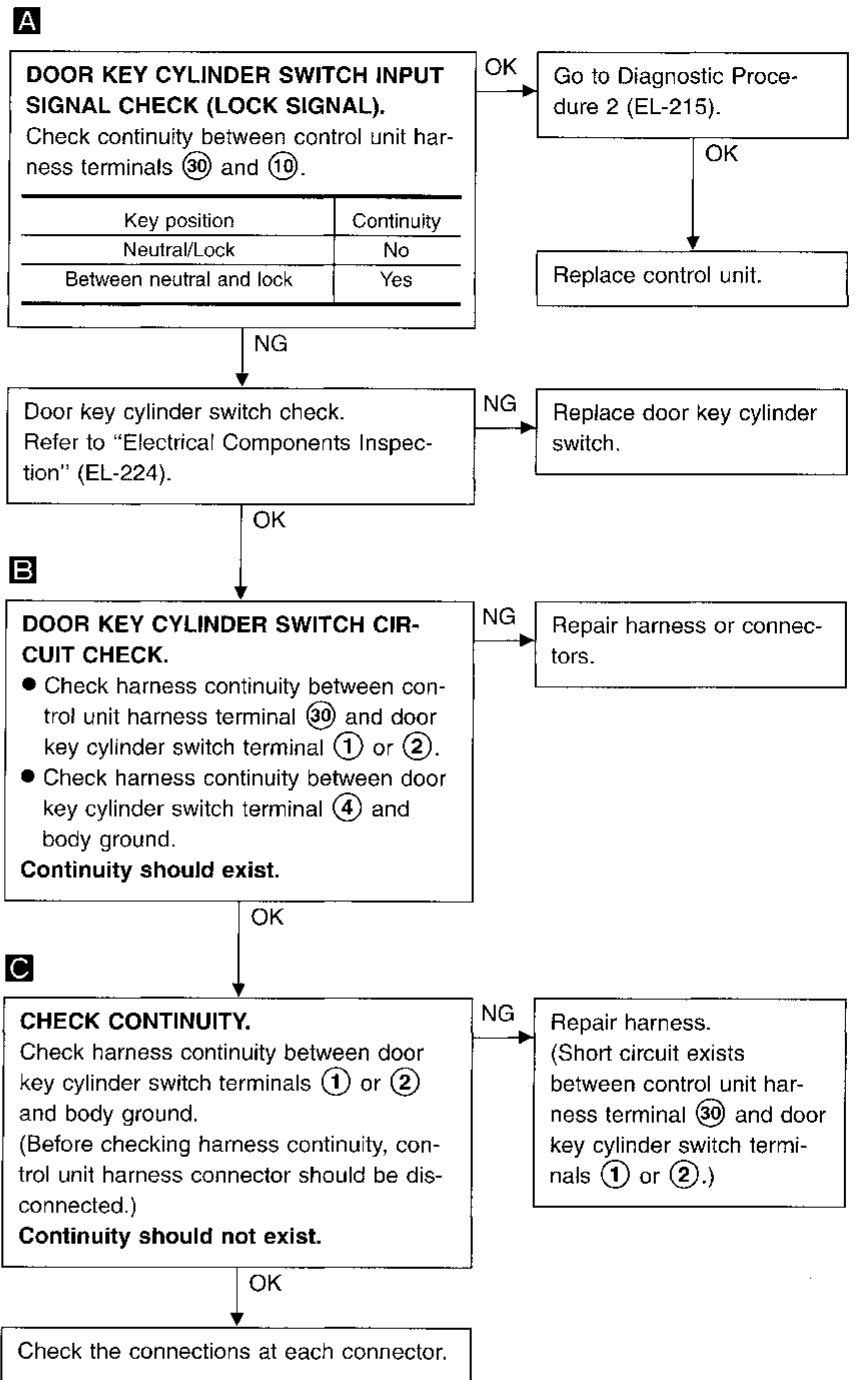 A
DOOR KEY CYLINDER SWITCH INPUT
SIGNAL CHECK (LOCK SIGNAL).
Check continuity between control unit har-
ness terminals ㉚ and ⑩.
Key position Continuity
Neutral/Lock No
Between neutral and lock Yes
OK
Go to Diagnostic Proce-
dure 2 (EL-215).
OK
Replace control unit.
NG
Door key cylinder switch check.
Refer to “Electrical Components Inspec-
tion” (EL-224).
NG
Replace door key cylinder
switch.
OK
B
DOOR KEY CYLINDER SWITCH CIR-
CUIT CHECK.
● Check harness continuity between con-
trol unit harness terminal ㉚ and door
key cylinder switch terminal ① or ②.
● Check harness continuity between door
key cylinder switch terminal ④ and
body ground.
Continuity should exist.
NG
Repair harness or connec-
tors.
OK
C
CHECK CONTINUITY.
Check harness continuity between door
key cylinder switch terminals ① or ②
and body ground.
(Before checking harness continuity, con-
trol unit harness connector should be dis-
connected.)
Continuity should not exist.
NG
Repair harness.
(Short circuit exists
between control unit har-
ness terminal ㉚ and door
key cylinder switch termi-
nals ① or ②.)
OK
Check the connections at each connector.